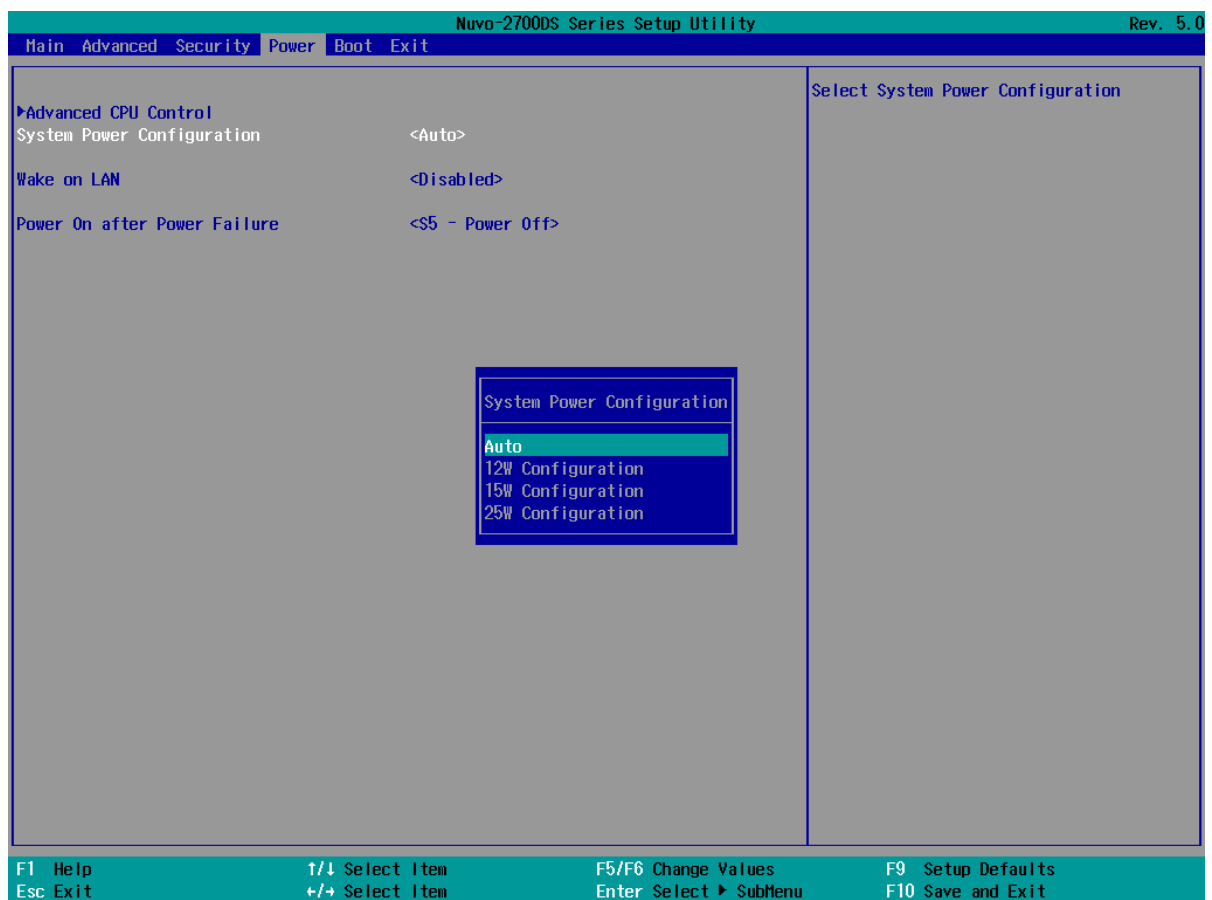 Nuvo-2700DS Series Setup Utility Rev. 5.0
Main Advanced Security Power Boot Exit
Select System Power Configuration
▶Advanced CPU Control
System Power Configuration <Auto>
Wake on LAN <Disabled>
Power On after Power Failure <S5 - Power Off>
System Power Configuration
Auto
12W Configuration
15W Configuration
25W Configuration
F1 Help ↑/↓ Select Item F5/F6 Change Values F9 Setup Defaults
Esc Exit ←/→ Select Item Enter Select ▶ SubMenu F10 Save and Exit